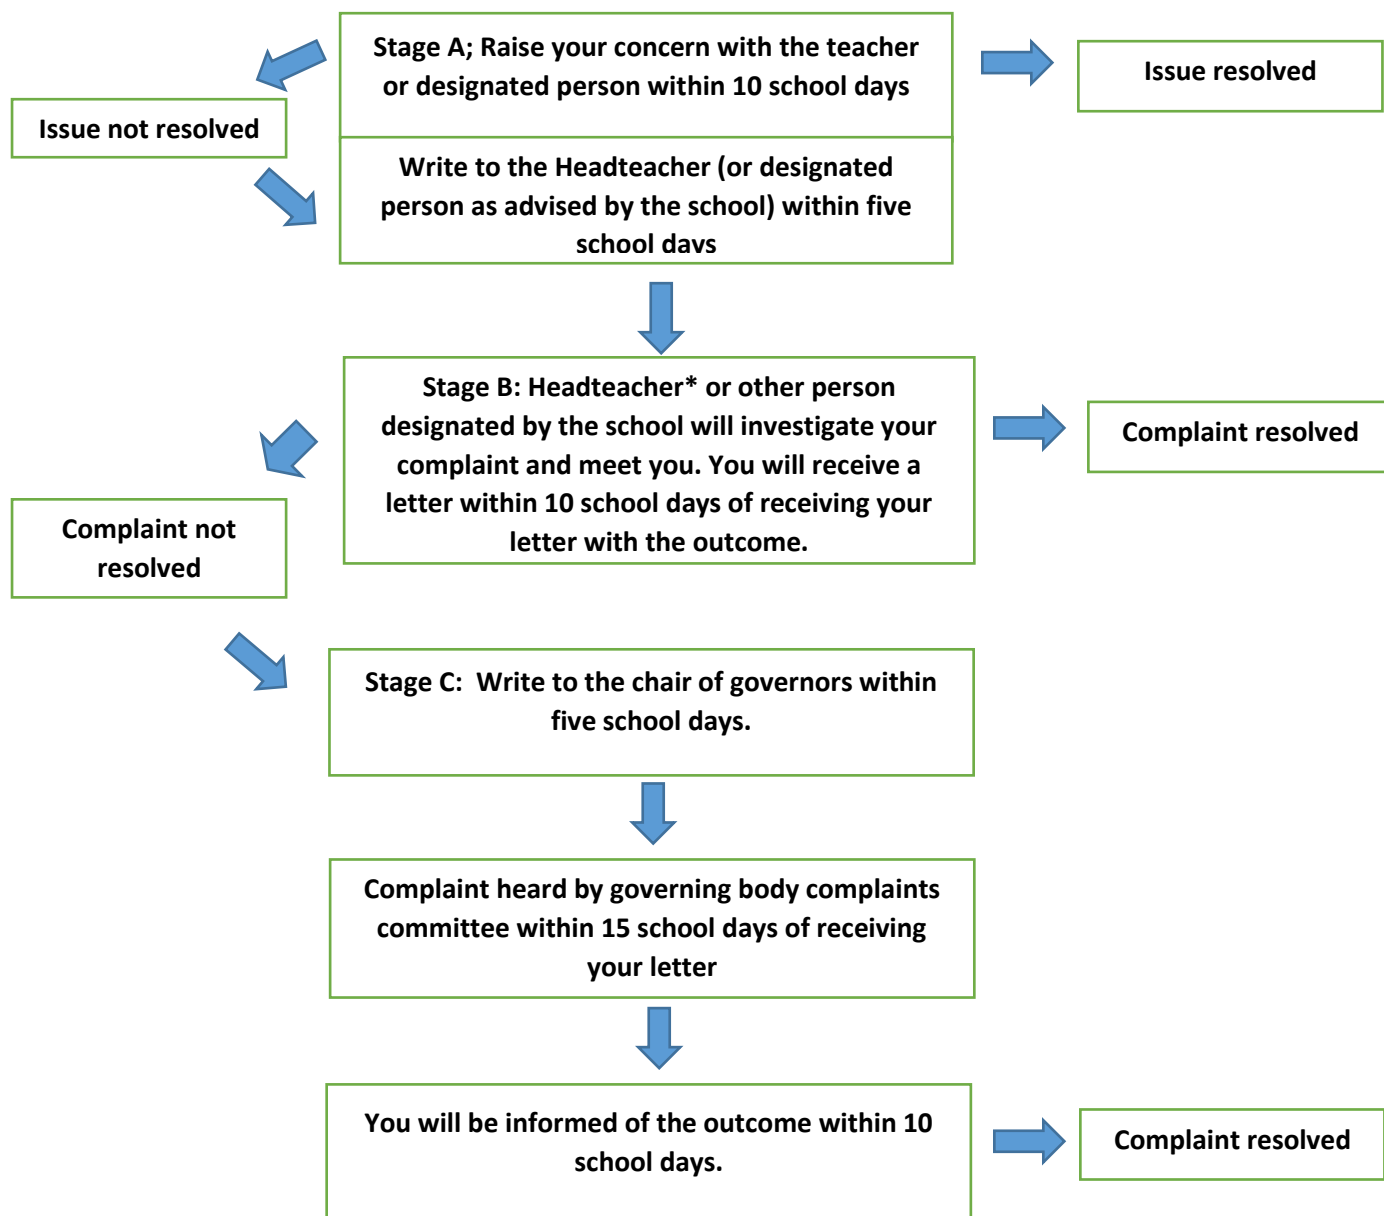 Stage A; Raise your concern with the teacher
or designated person within 10 school days
Issue resolved
Issue not resolved
Write to the Headteacher (or designated
person as advised by the school) within five
school days
Stage B: Headteacher* or other person
designated by the school will investigate your
complaint and meet you. You will receive a
letter within 10 school days of receiving your
letter with the outcome.
Complaint resolved
Complaint not
resolved
Stage C:  Write to the chair of governors within
five school days.
Complaint heard by governing body complaints
committee within 15 school days of receiving
your letter
You will be informed of the outcome within 10
school days.
Complaint resolved